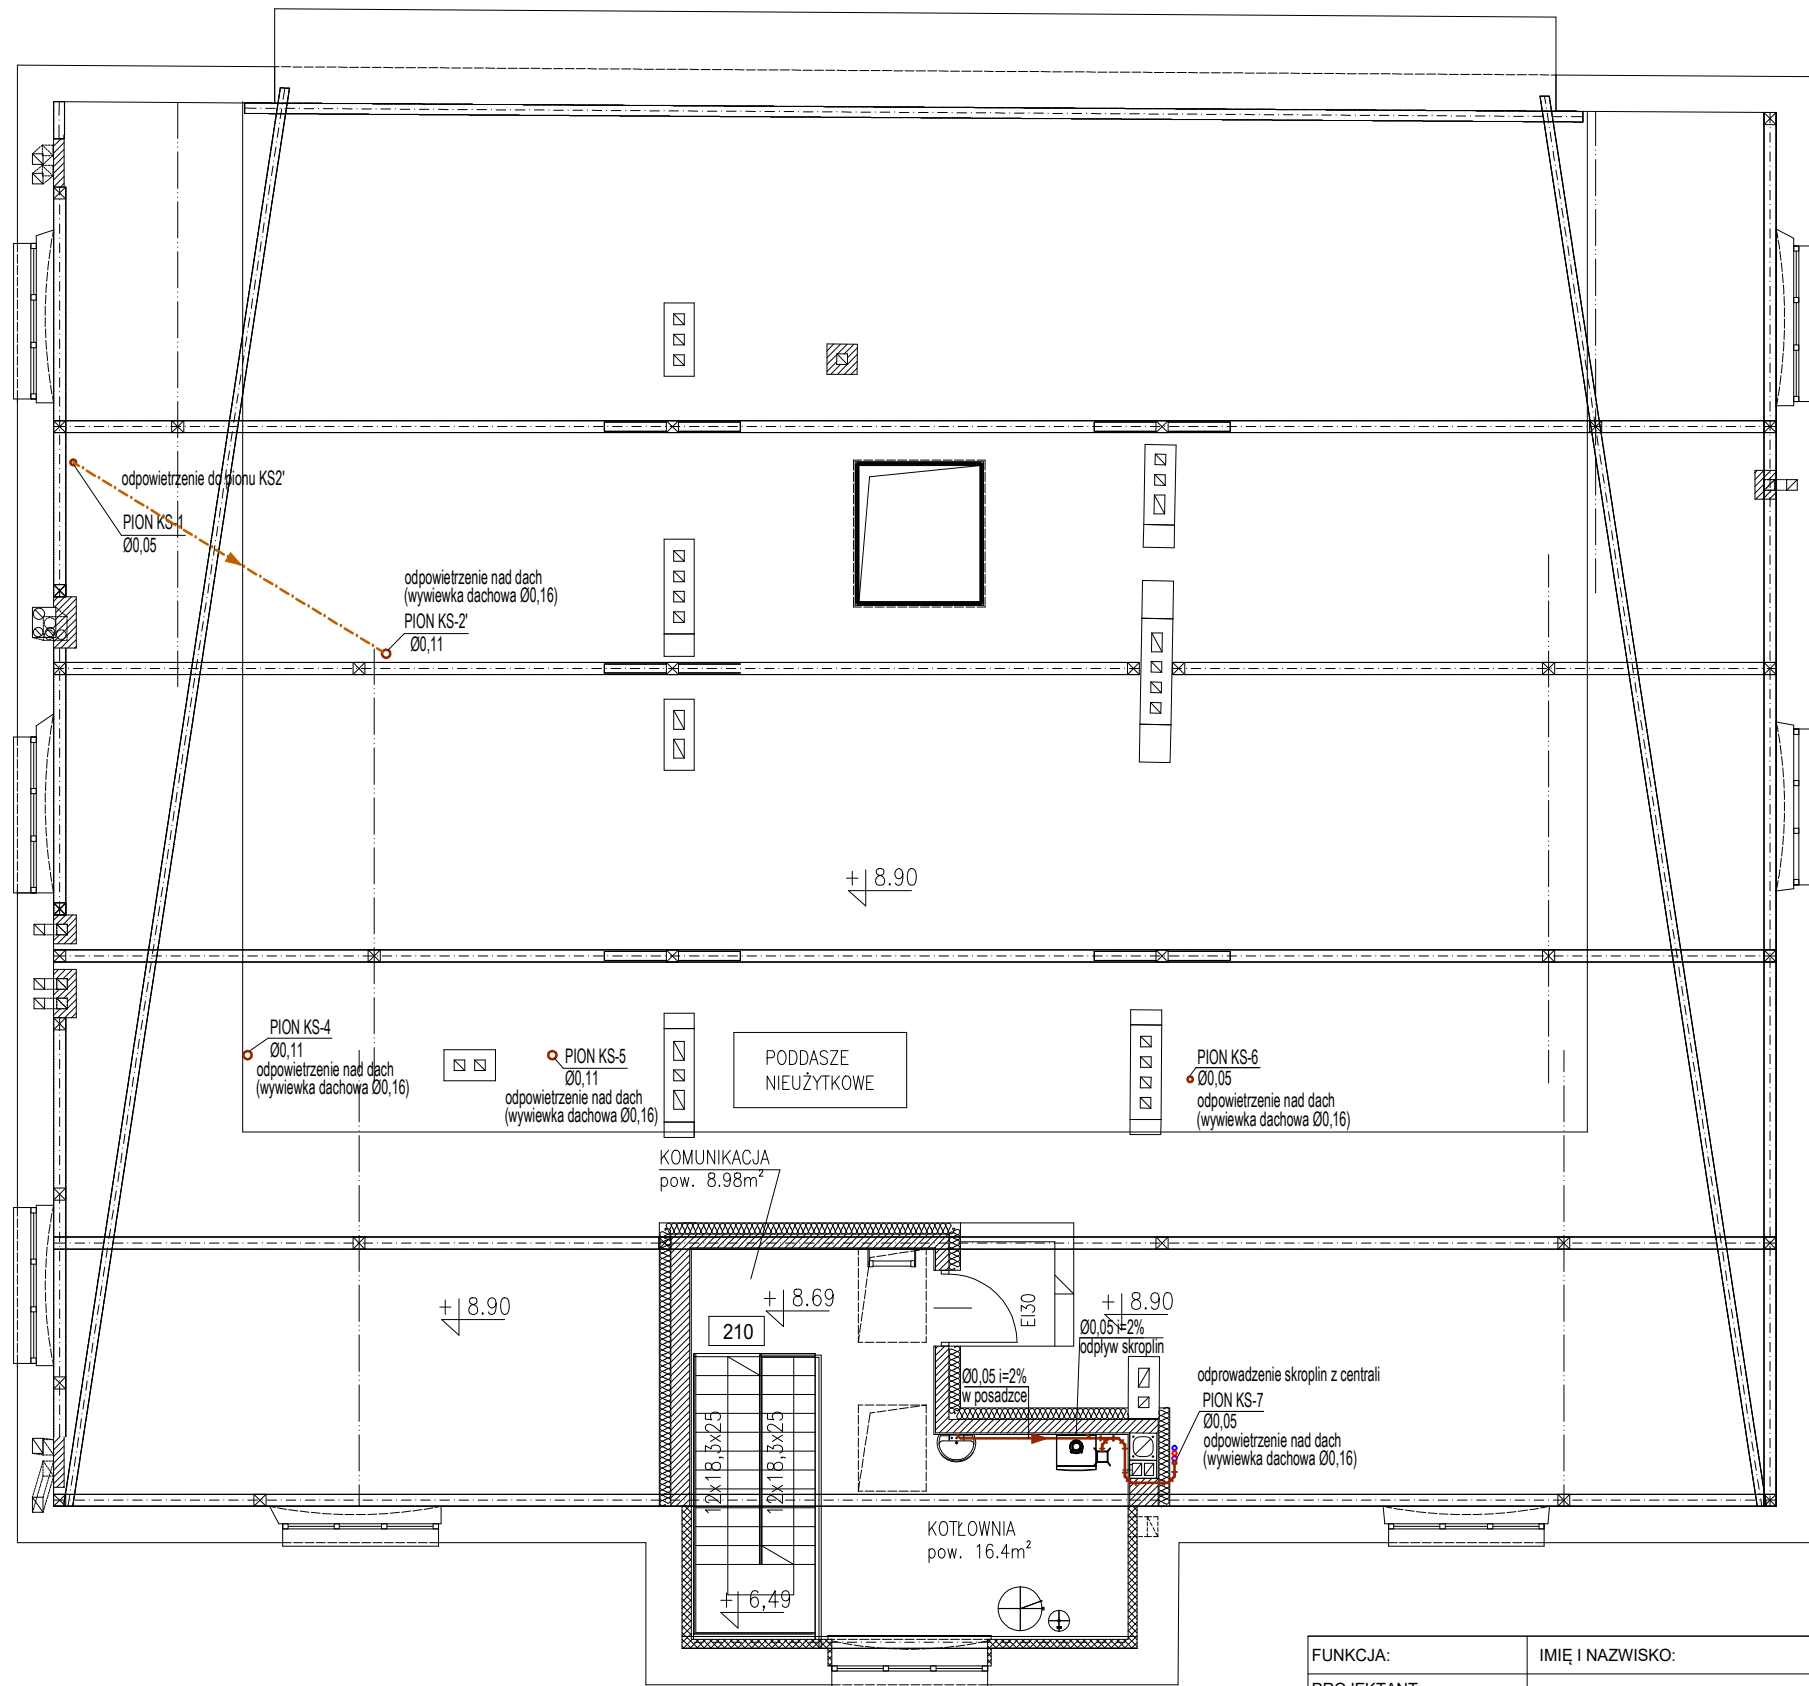 odpowietrzenie do pionu KS2'
PION KS-1
Ø0,05
odpowietrzenie nad dach
(wywiewka dachowa Ø0,16)
PION KS-2'
Ø0,11
+ 8.90
PION KS-4
Ø0,11
odpowietrzenie nad dach
(wywiewka dachowa Ø0,16)
PION KS-5
Ø0,11
odpowietrzenie nad dach
(wywiewka dachowa Ø0,16)
PODDASZE
NIEUŻYTKOWE
PION KS-6
Ø0,05
odpowietrzenie nad dach
(wywiewka dachowa Ø0,16)
KOMUNIKACJA
pow. 8.98m²
+ 8.90
+ 8.69
210
EI30
+ 8.90
Ø0,05 i=2%
odpływ skroplin
Ø0,05 i=2%
w posadzce
odprowadzenie skroplin z centrali
PION KS-7
Ø0,05
odpowietrzenie nad dach
(wywiewka dachowa Ø0,16)
12x18,3x25
12x18,3x25
KOTŁOWNIA
pow. 16.4m²
+ 6,49
FUNKCJA:
IMIĘ I NAZWISKO: